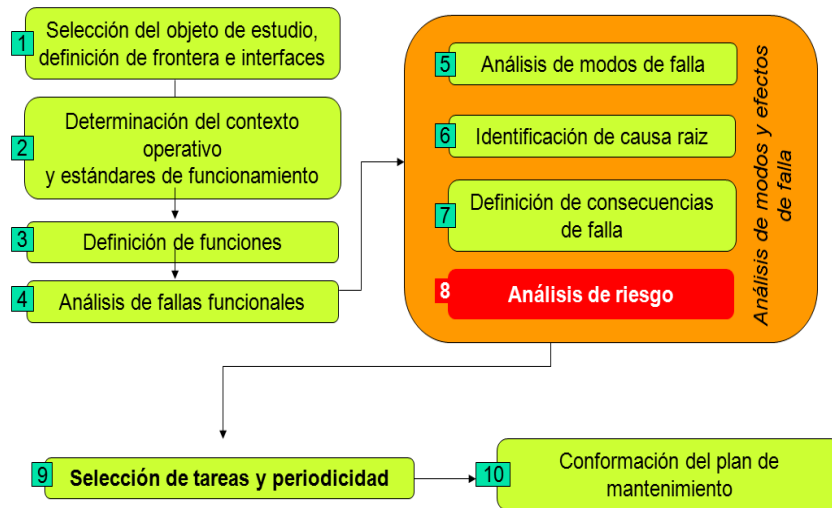 1
Selección del objeto de estudio,
definición de frontera e interfaces
2
Determinación del contexto
operativo
y estándares de funcionamiento
3
Definición de funciones
4
Análisis de fallas funcionales
5
Análisis de modos de falla
6
Identificación de causa raiz
7
Definición de consecuencias
de falla
8
Análisis de riesgo
Análisis de modos y efectos
de falla
9
Selección de tareas y periodicidad
10
Conformación del plan de
mantenimiento